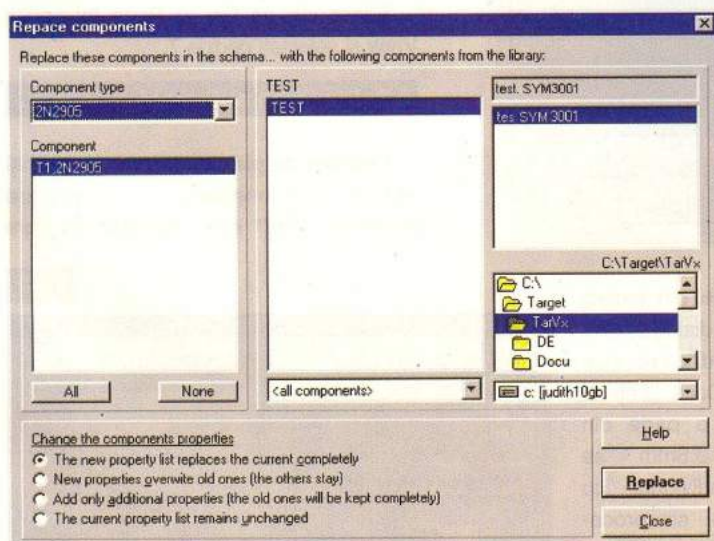 Repace components
Replace these components in the schema... with the following components from the library:
Component type
2N2905
Component
T1,2N2905
All
None
TEST
TEST
<all components>
test. SYM3001
tes SYM 3001
C:\Target\TarVx
C:\
Target
TarVx
DE
Docu
c: [judith10gb]
Change the components properties
The new property list replaces the current completely
New properties overwite old ones (the others stay)
Add only additional properties (the old ones will be kept completely)
The current property list remains unchanged
Help
Replace
Close